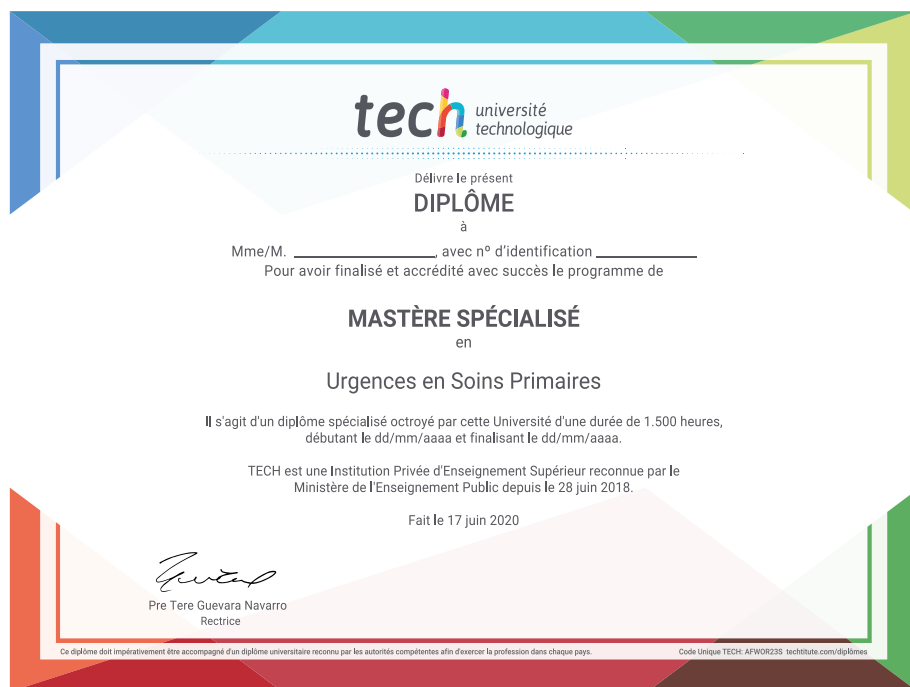 tech université
technologique
Délivre le présent
DIPLÔME
à
Mme/M. ______________, avec nº d'identification __________
Pour avoir finalisé et accrédité avec succès le programme de
MASTÈRE SPÉCIALISÉ
en
Urgences en Soins Primaires
Il s'agit d'un diplôme spécialisé octroyé par cette Université d'une durée de 1.500 heures,
débutant le dd/mm/aaaa et finalisant le dd/mm/aaaa.
TECH est une Institution Privée d'Enseignement Supérieur reconnue par le
Ministère de l'Enseignement Public depuis le 28 juin 2018.
Fait le 17 juin 2020
Pre Tere Guevara Navarro
Rectrice
Ce diplôme doit impérativement être accompagné d'un diplôme universitaire reconnu par les autorités compétentes afin d'exercer la profession dans chaque pays.
Code Unique TECH: AFWOR23S techtitute.com/diplômes